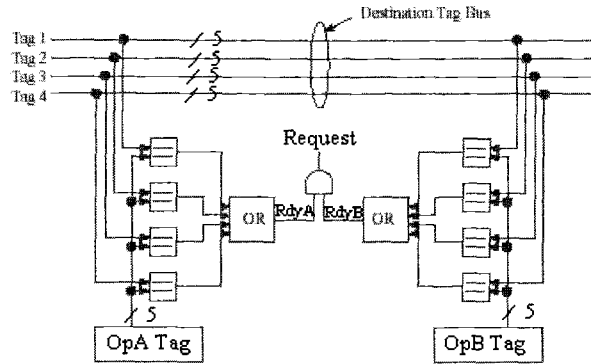 Destination Tag Bus
Tag 1
5
Tag 2
5
Tag 3
5
Tag 4
5
Request
RdyA
RdyB
OR
OR
5
5
OpA Tag
OpB Tag